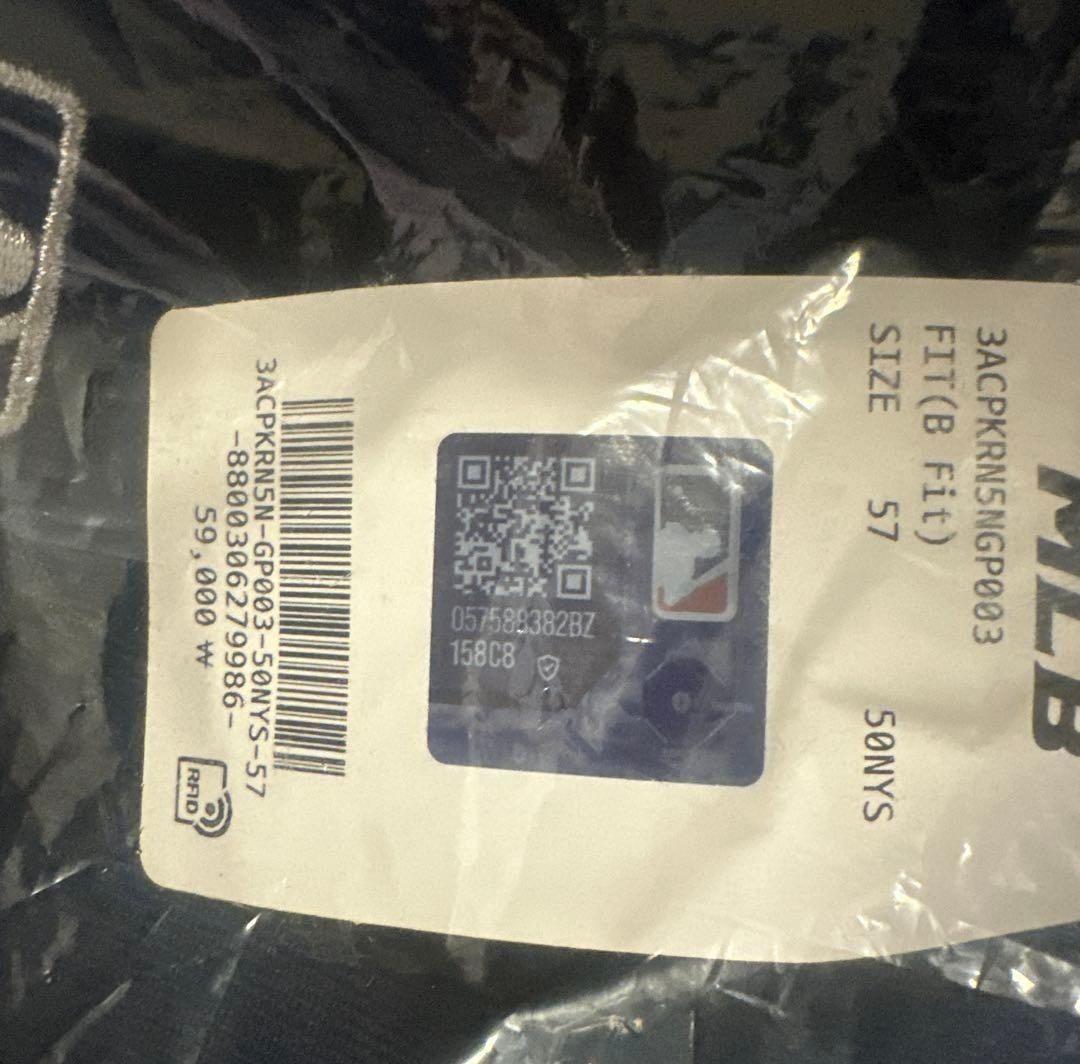 MLB
3ACPKRN5NGP003
FIT(B Fit)
SIZE 57 50NYS
057589382BZ
158C8
3ACPKRN5N-GP003-50NYS-57
-8800306279986-
59,000 ₩
RFID